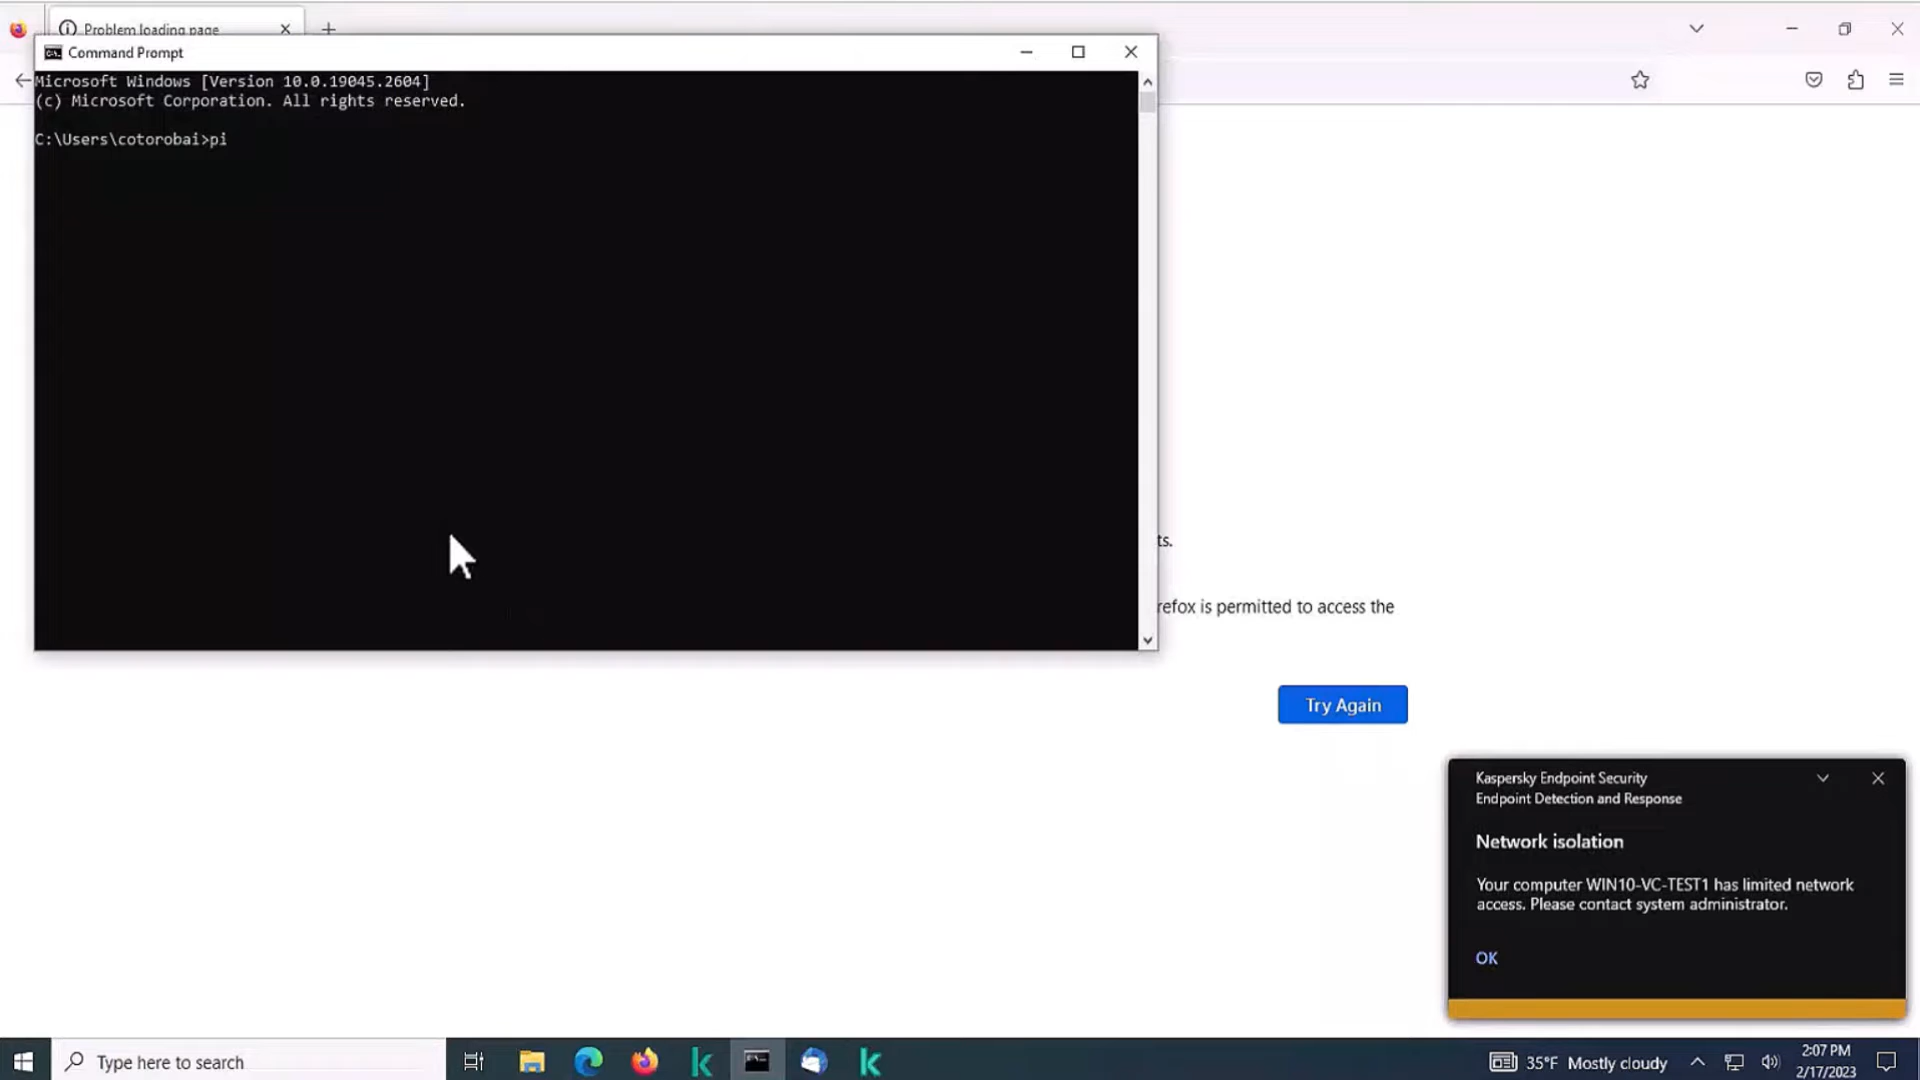 Problem loading page
Command Prompt
Microsoft Windows [Version 10.0.19045.2604]
(c) Microsoft Corporation. All rights reserved.
C:\Users\cotorobai>pi
ts.
refox is permitted to access the
Try Again
Kaspersky Endpoint Security
Endpoint Detection and Response
Network isolation
Your computer WIN10-VC-TEST1 has limited network
access. Please contact system administrator.
OK
Type here to search
35°F Mostly cloudy
2:07 PM
2/17/2023